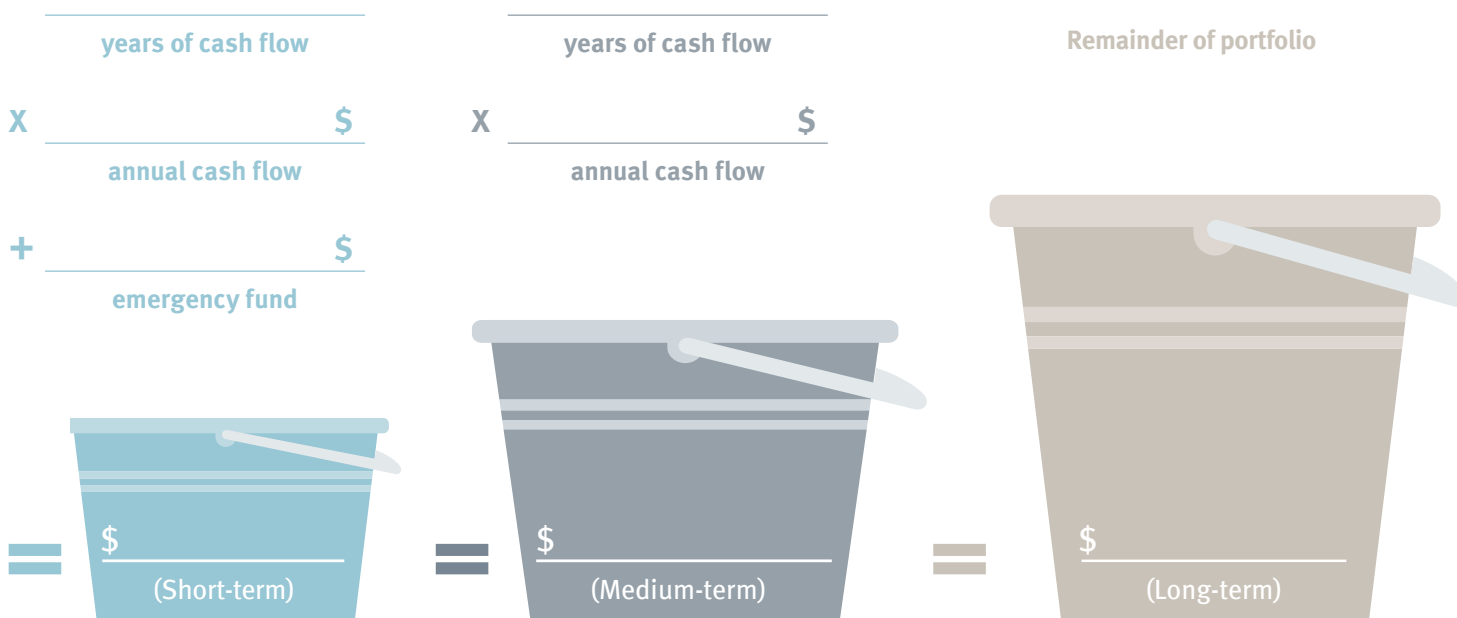 years of cash flow
X $
annual cash flow
+ $
emergency fund
= $
(Short-term)
years of cash flow
X $
annual cash flow
= $
(Medium-term)
Remainder of portfolio
= $
(Long-term)